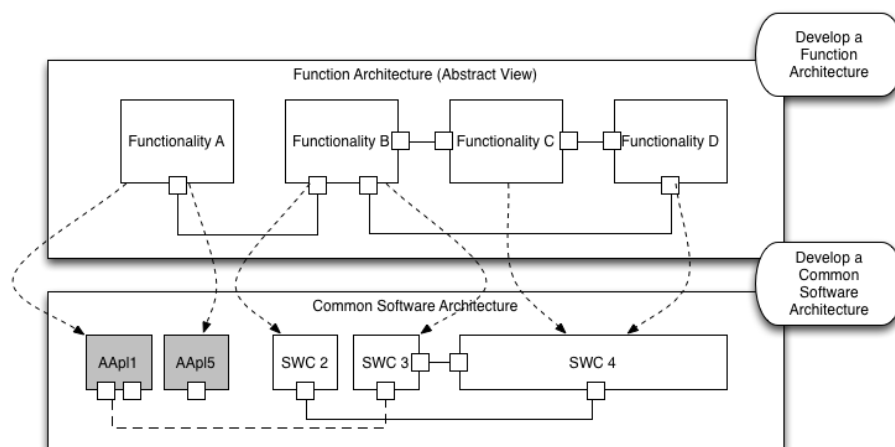 Develop a
Function
Architecture
Function Architecture (Abstract View)
Functionality A
Functionality B
Functionality C
Functionality D
Develop a
Common
Software
Architecture
Common Software Architecture
AApl1
AApl5
SWC 2
SWC 3
SWC 4